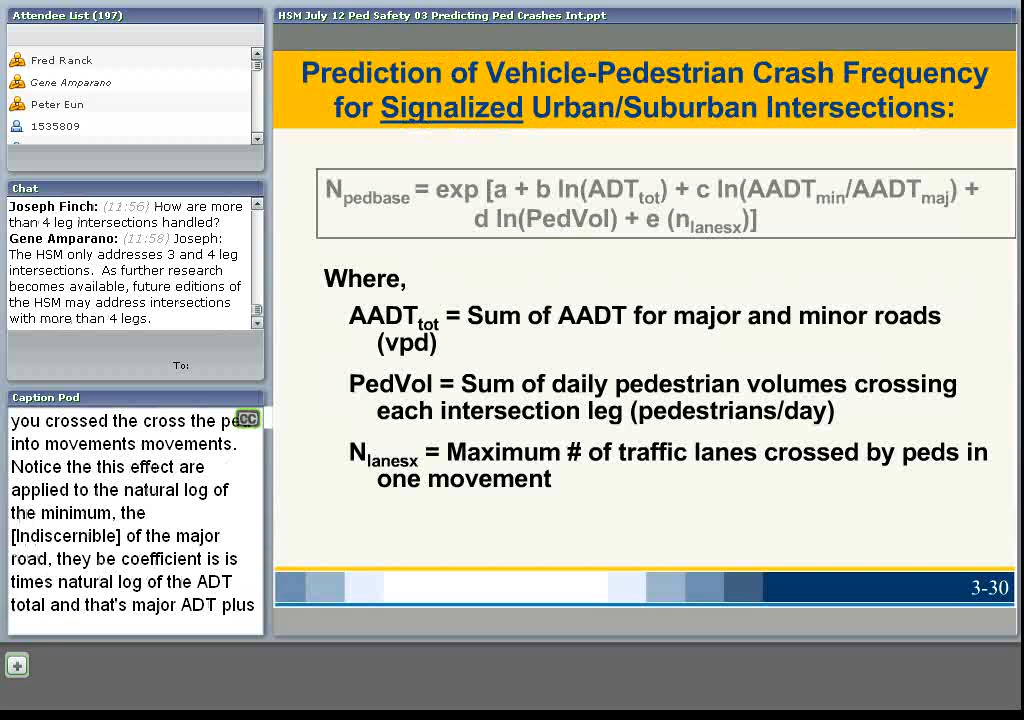 Attendee List (197)
Fred Ranck
Gene Amparano
Peter Eun
1535809
Chat
Joseph Finch: (11:56) How are more
than 4 leg intersections handled?
Gene Amparano: (11:58) Joseph:
The HSM only addresses 3 and 4 leg
intersections. As further research
becomes available, future editions of
the HSM may address intersections
with more than 4 legs.
To:
Caption Pod
you crossed the cross the
CC
into movements movements.
Notice the this effect are
applied to the natural log of
the minimum, the
[Indiscernible] of the major
road, they be coefficient is is
times natural log of the ADT
total and that's major ADT plus
HSM July 12 Ped Safety 03 Predicting Ped Crashes Int.ppt
Prediction of Vehicle-Pedestrian Crash Frequency
for Signalized Urban/Suburban Intersections:
Npedbase = exp [a + b ln(ADTtot) + c ln(AADTmin/AADTmaj) +
d ln(PedVol) + e (nlanesx)]
Where,
AADTtot = Sum of AADT for major and minor roads
(vpd)
PedVol = Sum of daily pedestrian volumes crossing
each intersection leg (pedestrians/day)
Nlanesx = Maximum # of traffic lanes crossed by peds in
one movement
3-30